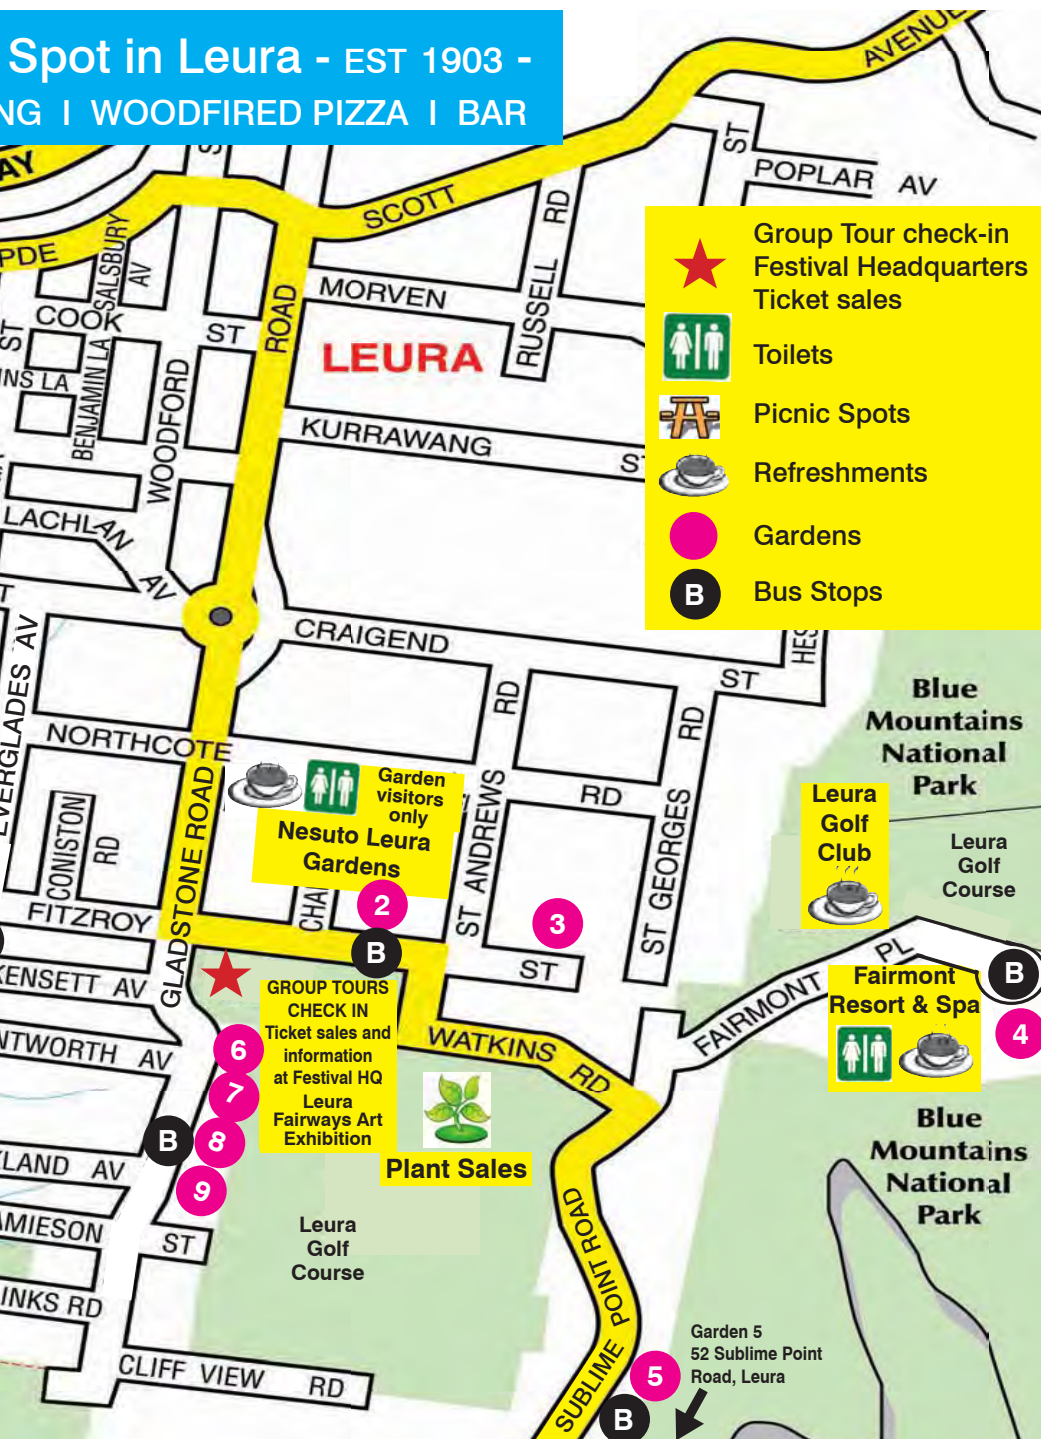 Spot in Leura - EST 1903 -
NG I WOODFIRED PIZZA I BAR
AVENUE
AY
ST
POPLAR AV
SCOTT
RD
PDE
SALSBURY
AV
Group Tour check-in
Festival Headquarters
Ticket sales
Toilets
Picnic Spots
Refreshments
Gardens
B
Bus Stops
MORVEN
ROAD
RUSSELL
COOK
ST
ST
LEURA
INS LA
BENJAMIN LA
WOODFORD
KURRAWANG
LACHLAN
AV
CRAIGEND
ST
EVERGLADES AV
RD
RD
NORTHCOTE
RD
Blue
Mountains
National
Park
Garden
visitors
only
Nesuto Leura
Gardens
Leura
Golf
Club
Leura
Golf
Course
CONISTON
RD
GLADSTONE ROAD
ST ANDREWS
ST GEORGES
FITZROY
CHA
2
3
B
ST
ST
KENSETT AV
GROUP TOURS
CHECK IN
Ticket sales and
information
at Festival HQ
Leura
Fairways Art
Exhibition
FAIRMONT
PL
Fairmont
Resort & Spa
B
4
NTWORTH AV
WATKINS
RD
6
7
8
9
B
Plant Sales
Blue
Mountains
National
Park
LAND AV
AMIESON
ST
Leura
Golf
Course
INKS RD
CLIFF VIEW RD
SUBLIME POINT ROAD
Garden 5
52 Sublime Point
Road, Leura
5
B